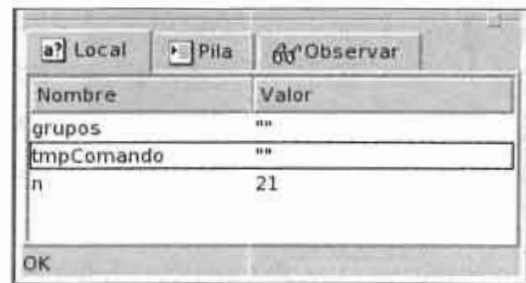 a? Local Pila Observar
Nombre Valor
grupos ""
tmpComando ""
n 21
OK